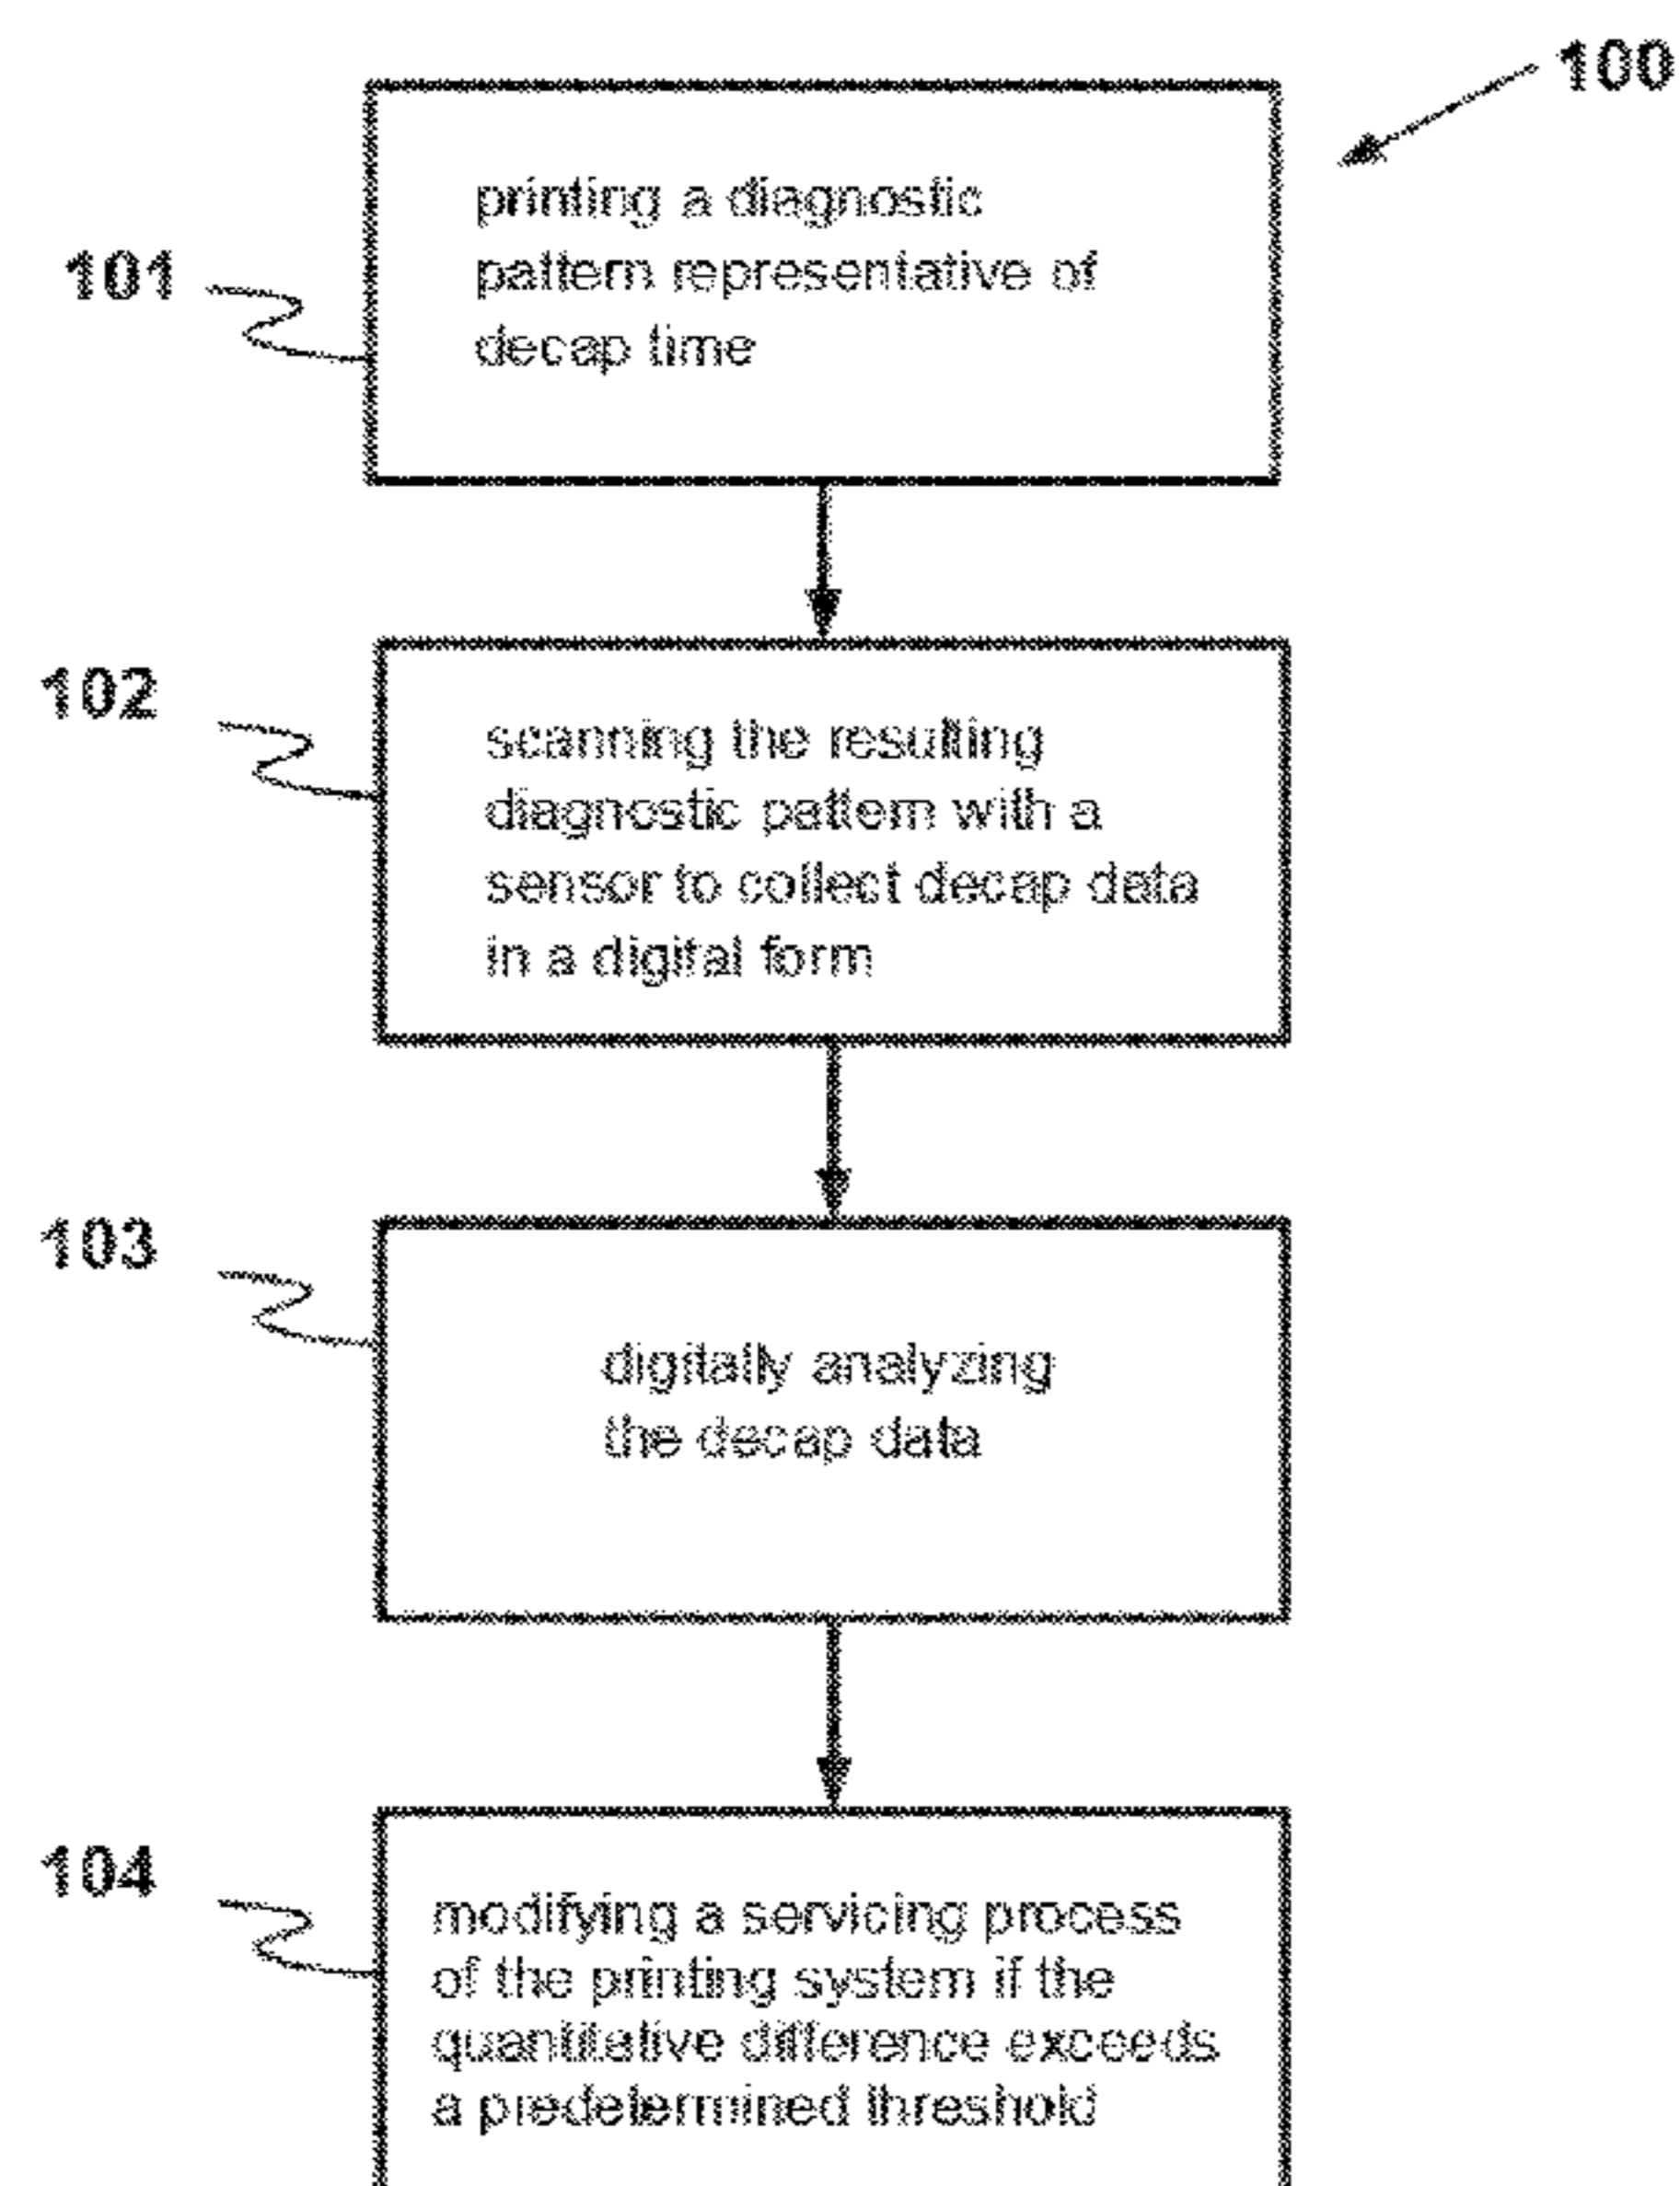 100
101
printing a diagnostic
pattern representative of
decap time
102
scanning the resulting
diagnostic pattern with a
sensor to collect decap data
in a digital form
103
digitally analyzing
the decap data
104
modifying a servicing process
of the printing system if the
quantitative difference exceeds
a predetermined threshold